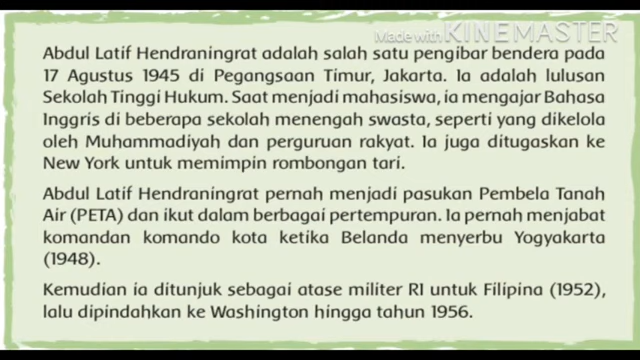 Made with KINEMASTER
Abdul Latif Hendraningrat adalah salah satu pengibar bendera pada
17 Agustus 1945 di Pegangsaan Timur, Jakarta. Ia adalah lulusan
Sekolah Tinggi Hukum. Saat menjadi mahasiswa, ia mengajar Bahasa
Inggris di beberapa sekolah menengah swasta, seperti yang dikelola
oleh Muhammadiyah dan perguruan rakyat. Ia juga ditugaskan ke
New York untuk memimpin rombongan tari.
Abdul Latif Hendraningrat pernah menjadi pasukan Pembela Tanah
Air (PETA) dan ikut dalam berbagai pertempuran. Ia pernah menjabat
komandan komando kota ketika Belanda menyerbu Yogyakarta
(1948).
Kemudian ia ditunjuk sebagai atase militer RI untuk Filipina (1952),
lalu dipindahkan ke Washington hingga tahun 1956.